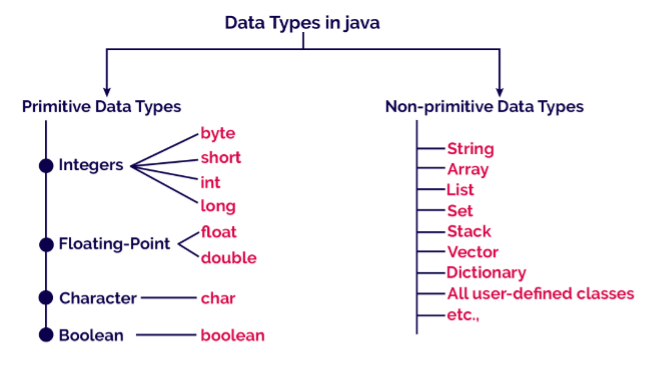 Data Types in java
Primitive Data Types
Integers
byte
short
int
long
Floating-Point
float
double
Character
char
Boolean
boolean
Non-primitive Data Types
String
Array
List
Set
Stack
Vector
Dictionary
All user-defined classes
etc.,